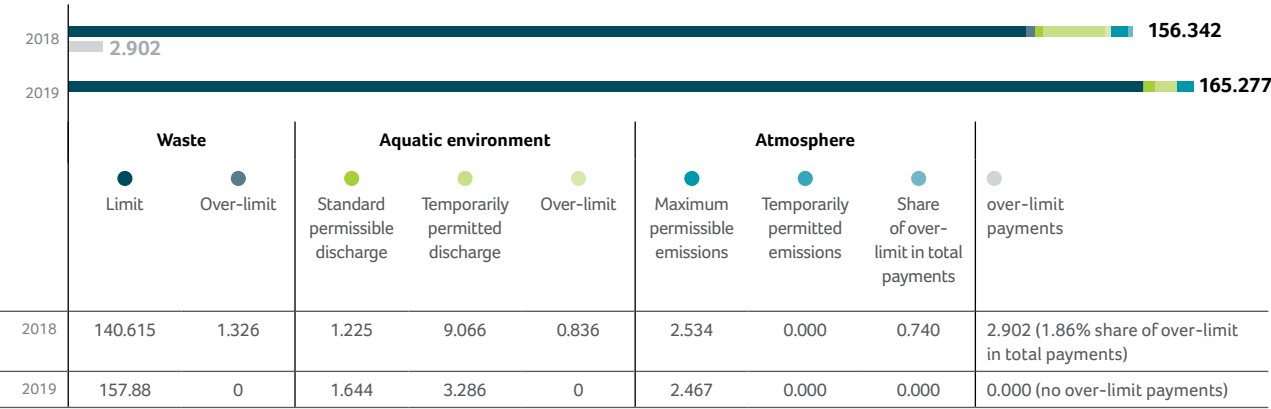 2018
156.342
2.902
2019
165.277
Waste
Aquatic environment
Atmosphere
Limit
Over-limit
Standard
permissible
discharge
Temporarily
permitted
discharge
Over-limit
Maximum
permissible
emissions
Temporarily
permitted
emissions
Share
of over-
limit in total
payments
over-limit
payments
2018 140.615 1.326 1.225 9.066 0.836 2.534 0.000 0.740 2.902 (1.86% share of over-limit
in total payments)
2019 157.88 0 1.644 3.286 0 2.467 0.000 0.000 0.000 (no over-limit payments)